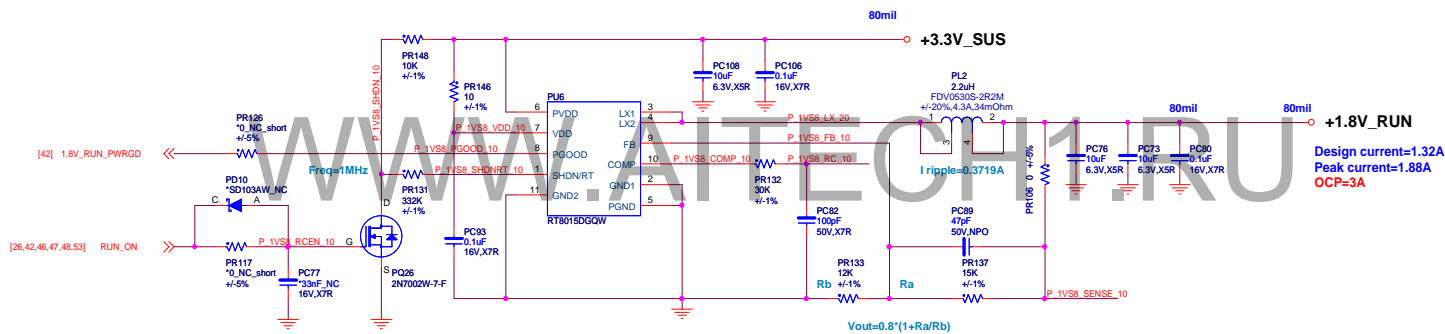 80mil
+3.3V_SUS
PR148
10K
+/-1%
P_1VS8_SHDN_10
PR146
10
+/-1%
PC108
10uF
6.3V,X5R
PC106
0.1uF
16V,X7R
PL2
2.2uH
FDV0530S-2R2M
+/-20%,4.3A,34mOhm
PU6
6 PVDD
7 VDD
8 PGOOD
1 SHDN/RT
11 GND2
LX1 3
LX2 4
FB 9
COMP 10
GND1 2
PGND 5
RT8015DGQW
P_1VS8_VDD_10
P_1VS8_PGOOD_10
P_1VS8_SHDNRT_10
P_1VS8_LX_20
P_1VS8_FB_10
P_1VS8_COMP_10
P_1VS8_RC_10
1 2
3 4
80mil
80mil
+1.8V_RUN
Design current=1.32A
Peak current=1.88A
OCP=3A
WWW.AITECH1.RU
PR126
*0_NC_short
+/-5%
[42] 1.8V_RUN_PWRGD
Freq=1MHz
PR131
332K
+/-1%
PR132
30K
+/-1%
I ripple=0.3719A
PR106 0 +/-5%
PC76
10uF
6.3V,X5R
PC73
10uF
6.3V,X5R
PC80
0.1uF
16V,X7R
PD10
*SD103AW_NC
C A
[26,42,46,47,48,53] RUN_ON
P_1VS8_RCEN_10
PR117
*0_NC_short
+/-5%
PC77
*33nF_NC
16V,X7R
D
G
S
PQ26
2N7002W-7-F
PC93
0.1uF
16V,X7R
PC82
100pF
50V,X7R
PC89
47pF
50V,NPO
PR133
12K
+/-1%
Rb
Ra
PR137
15K
+/-1%
P_1VS8_SENSE_10
Vout=0.8*(1+Ra/Rb)